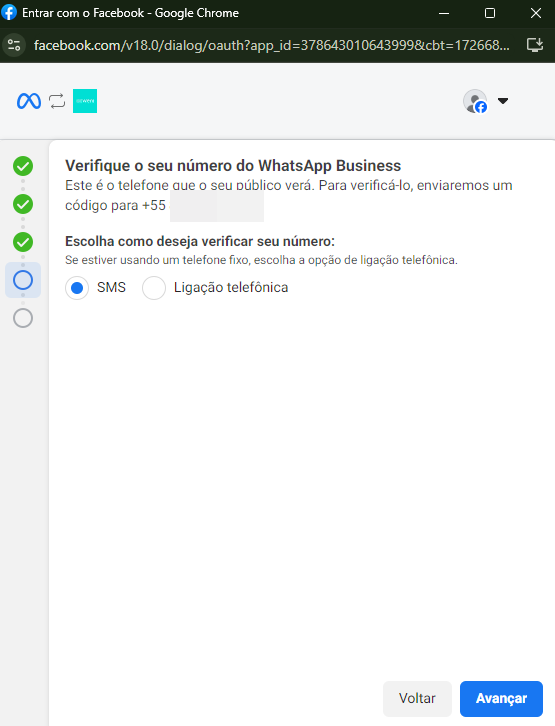 Entrar com o Facebook - Google Chrome
facebook.com/v18.0/dialog/oauth?app_id=378643010643999&cbt=172668...
Verifique o seu número do WhatsApp Business
Este é o telefone que o seu público verá. Para verificá-lo, enviaremos um
código para +55
Escolha como deseja verificar seu número:
Se estiver usando um telefone fixo, escolha a opção de ligação telefônica.
SMS Ligação telefônica
Voltar Avançar